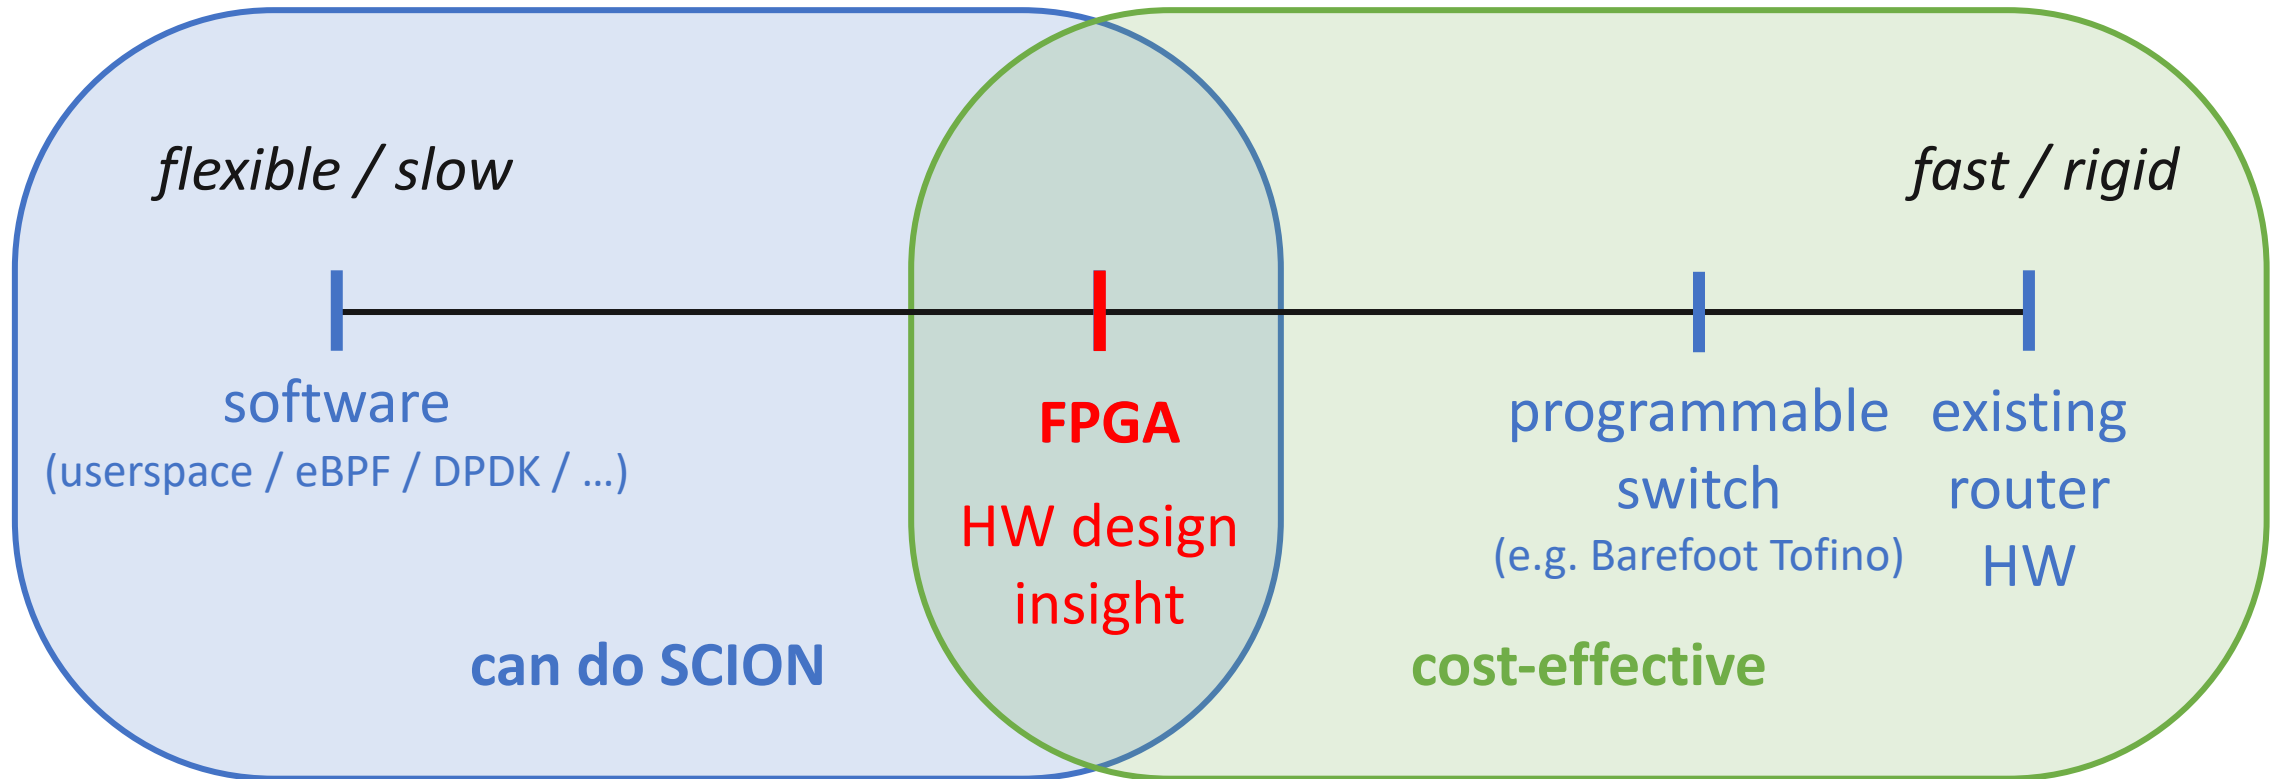 flexible / slow
fast / rigid
software
(userspace / eBPF / DPDK / ...)
FPGA
HW design
insight
programmable
switch
(e.g. Barefoot Tofino)
existing
router
HW
can do SCION
cost-effective